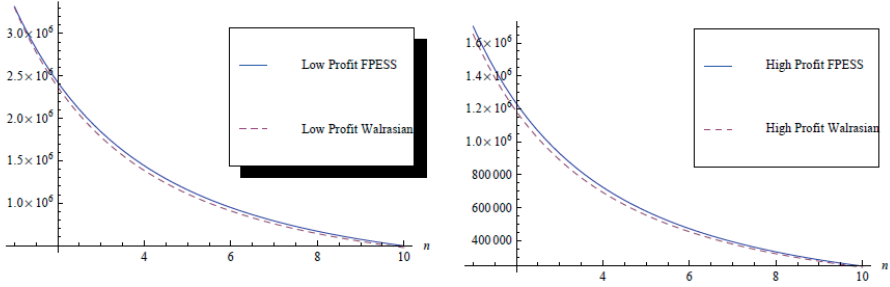 3.0×10⁶
2.5×10⁶
2.0×10⁶
1.5×10⁶
1.0×10⁶
4 6 8 10 n
Low Profit FPESS
Low Profit Walrasian
1.6×10⁶
1.4×10⁶
1.2×10⁶
1.0×10⁶
800 000
600 000
400 000
4 6 8 10 n
High Profit FPESS
High Profit Walrasian